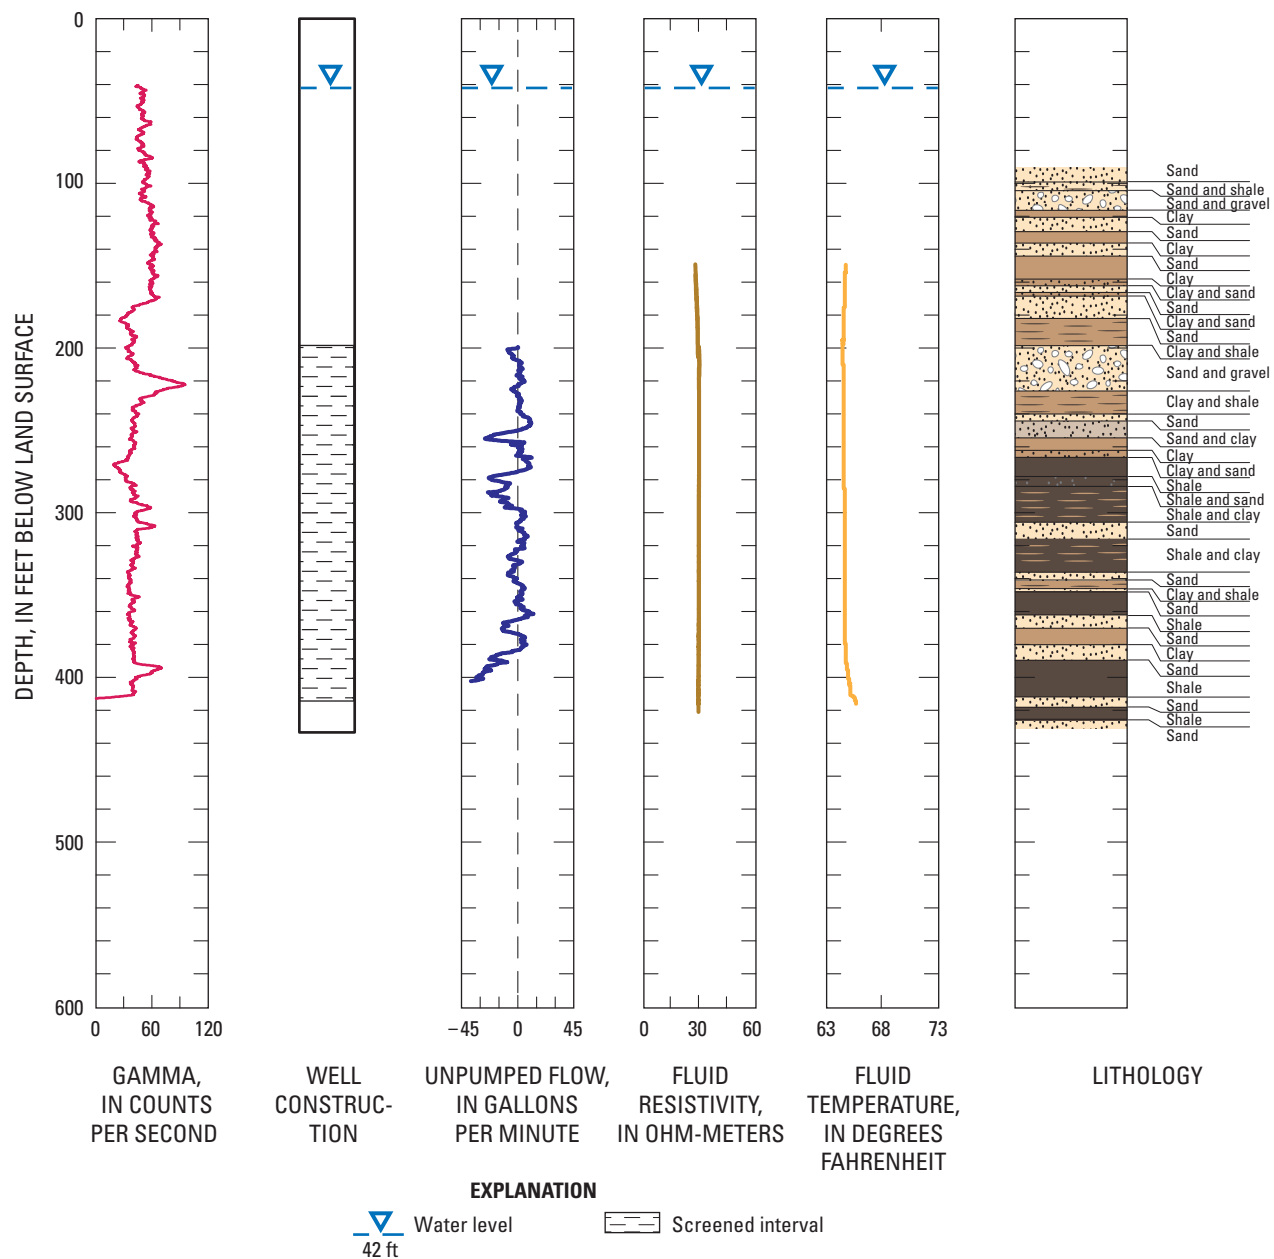 DEPTH, IN FEET BELOW LAND SURFACE
0
100
200
300
400
500
600
0 60 120
−45 0 45
0 30 60
63 68 73
Sand
Sand and shale
Sand and gravel
Clay
Sand
Clay
Sand
Clay
Clay and sand
Sand
Clay and sand
Sand
Clay and shale
Sand and gravel
Clay and shale
Sand
Sand and clay
Clay
Clay and sand
Shale
Shale and sand
Shale and clay
Sand
Shale and clay
Sand
Clay and shale
Sand
Shale
Sand
Clay
Sand
Shale
Sand
Shale
Sand
GAMMA,
IN COUNTS
PER SECOND
WELL
CONSTRUC-
TION
UNPUMPED FLOW,
IN GALLONS
PER MINUTE
FLUID
RESISTIVITY,
IN OHM-METERS
FLUID
TEMPERATURE,
IN DEGREES
FAHRENHEIT
LITHOLOGY
EXPLANATION
Water level
42 ft
Screened interval